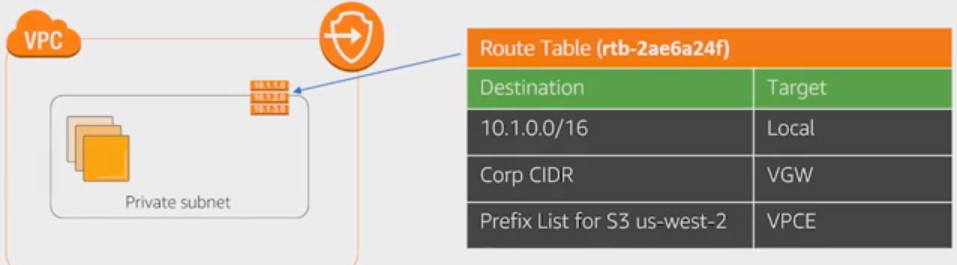 VPC
10.1.1.0
10.1.2.0
10.1.3.0
Private subnet
Route Table (rtb-2ae6a24f)
Destination Target
10.1.0.0/16 Local
Corp CIDR VGW
Prefix List for S3 us-west-2 VPCE